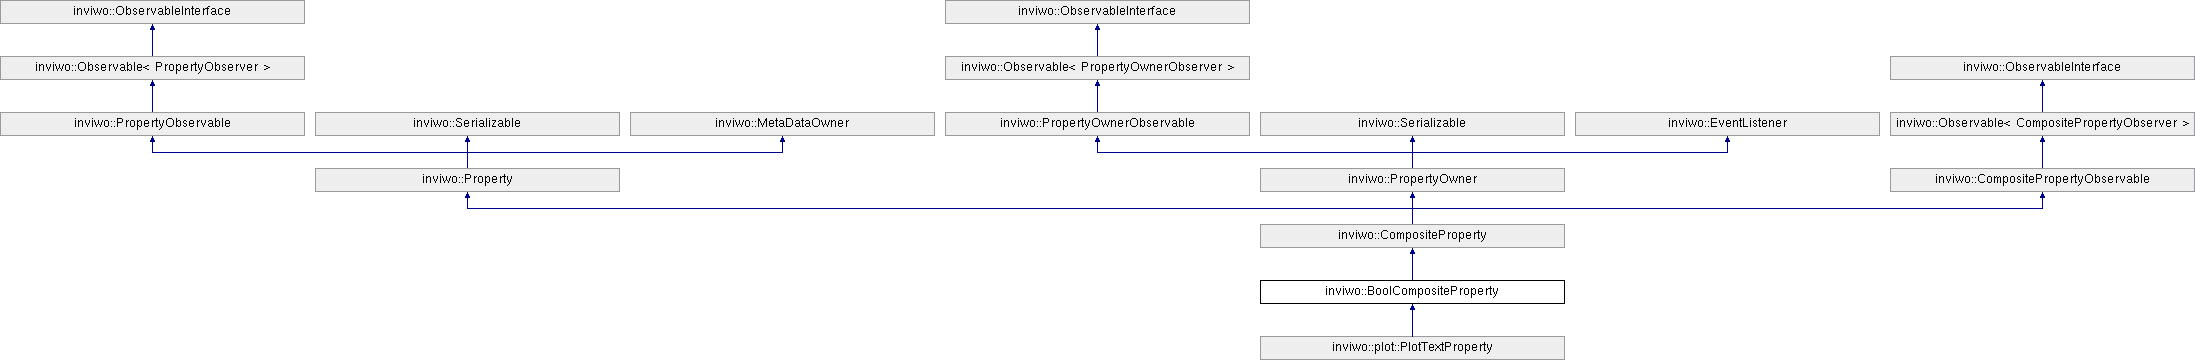 inviwo::ObservableInterface
inviwo::ObservableInterface
inviwo::Observable< PropertyObserver >
inviwo::Observable< PropertyOwnerObserver >
inviwo::ObservableInterface
inviwo::PropertyObservable
inviwo::Serializable
inviwo::MetaDataOwner
inviwo::PropertyOwnerObservable
inviwo::Serializable
inviwo::EventListener
inviwo::Observable< CompositePropertyObserver >
inviwo::Property
inviwo::PropertyOwner
inviwo::CompositePropertyObservable
inviwo::CompositeProperty
inviwo::BoolCompositeProperty
inviwo::plot::PlotTextProperty